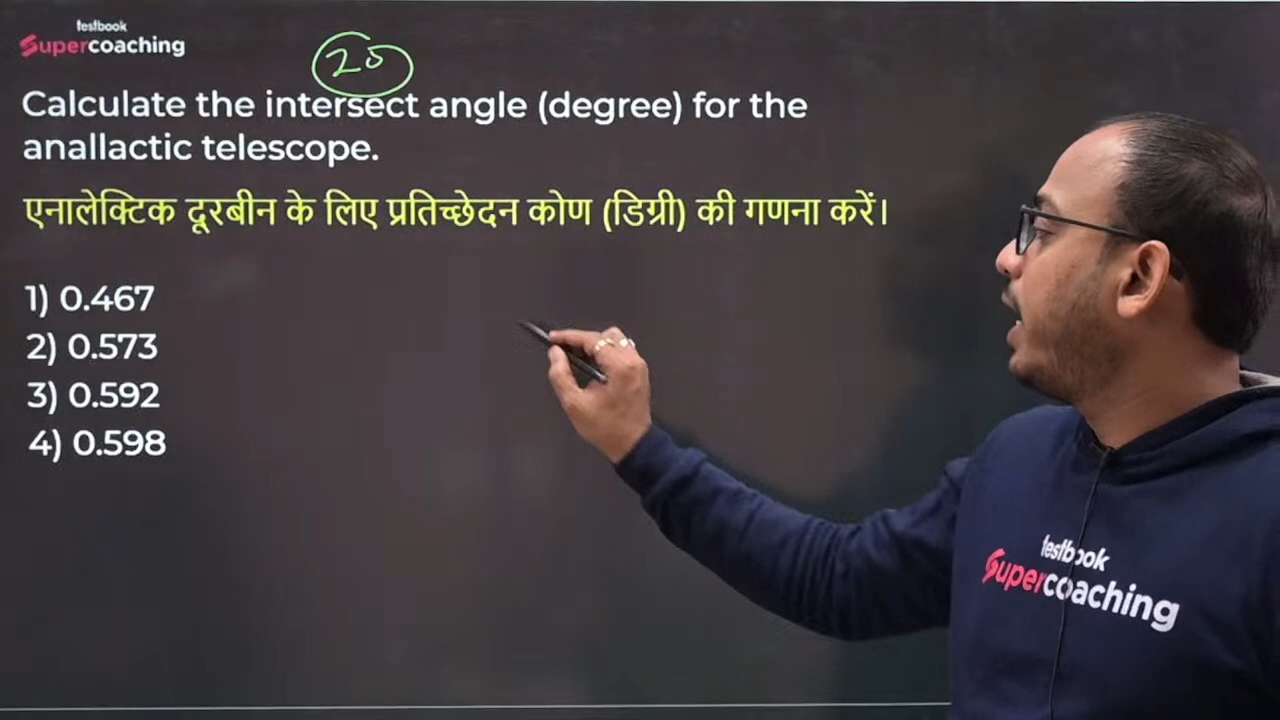 testbook
Supercoaching
20
Calculate the intersect angle (degree) for the
anallactic telescope.
एनालेक्टिक दूरबीन के लिए प्रतिच्छेदन कोण (डिग्री) की गणना करें।
1) 0.467
2) 0.573
3) 0.592
4) 0.598
testbook
Supercoaching